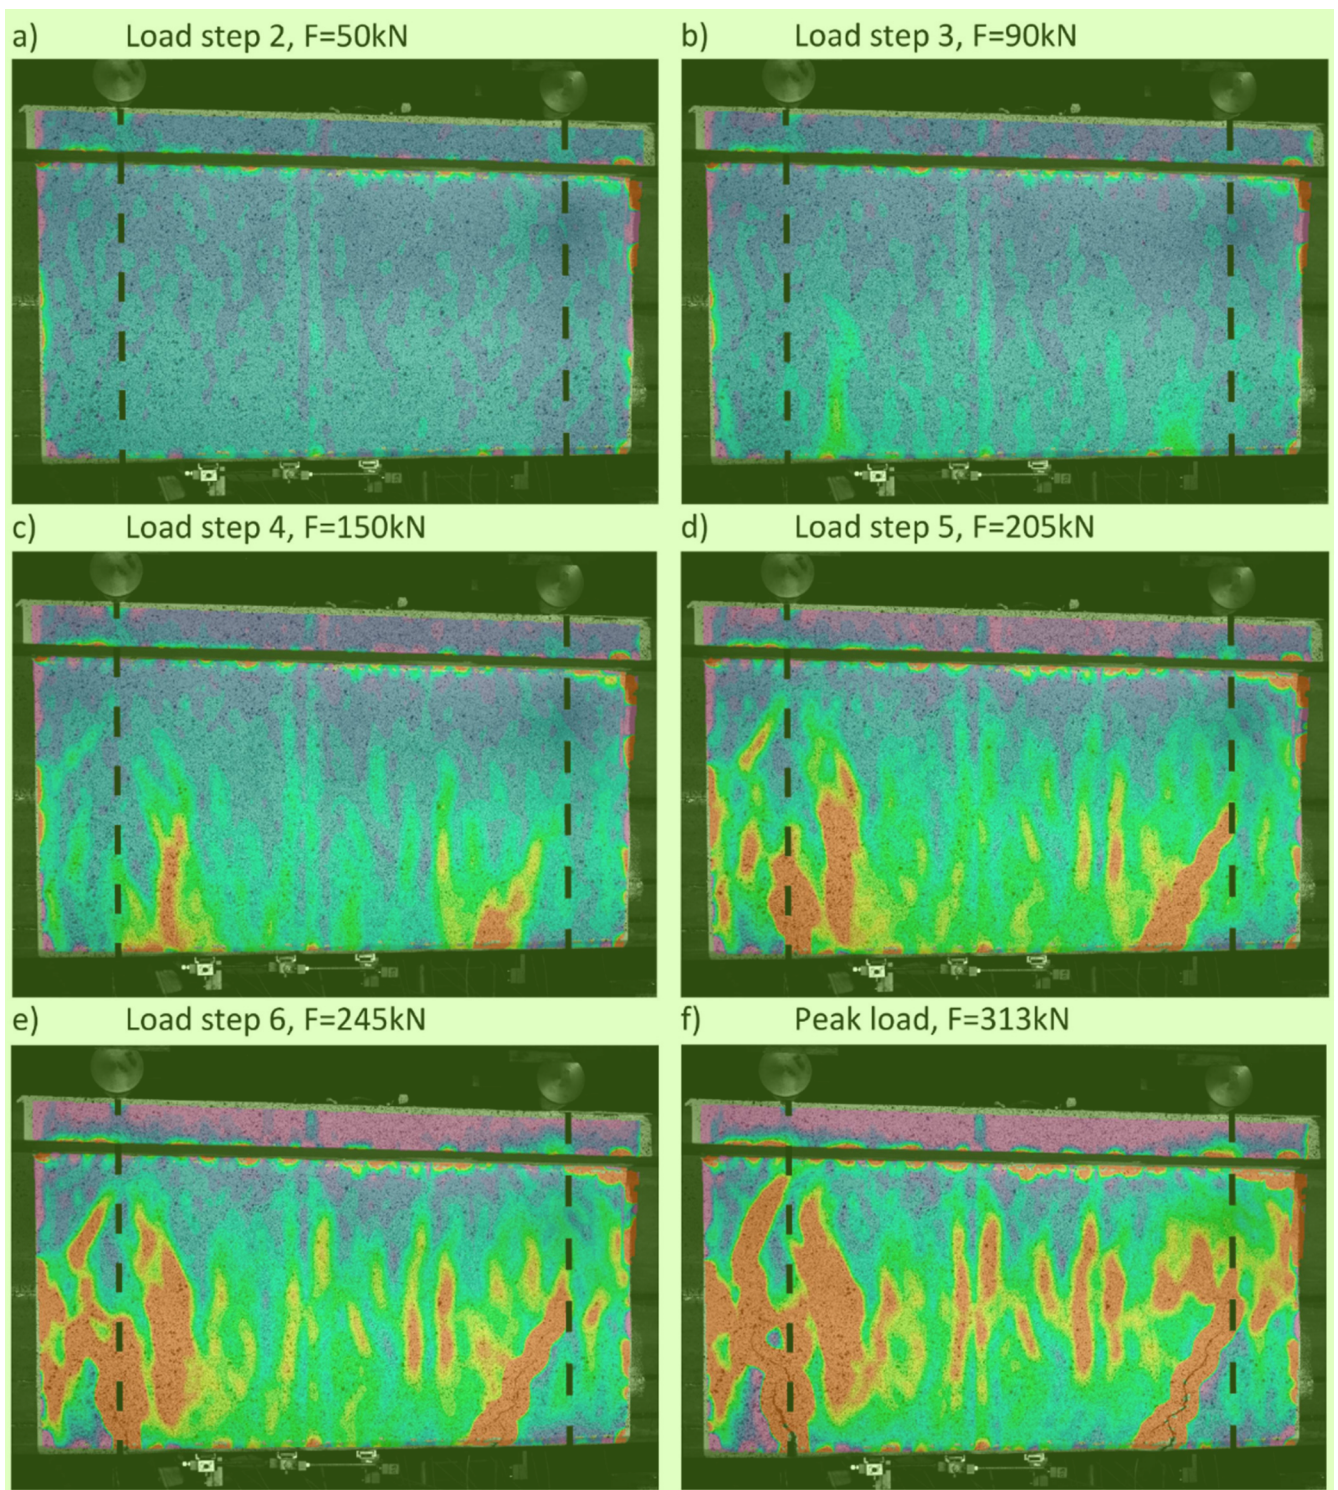 a) Load step 2, F=50kN
b) Load step 3, F=90kN
c) Load step 4, F=150kN
d) Load step 5, F=205kN
e) Load step 6, F=245kN
f) Peak load, F=313kN